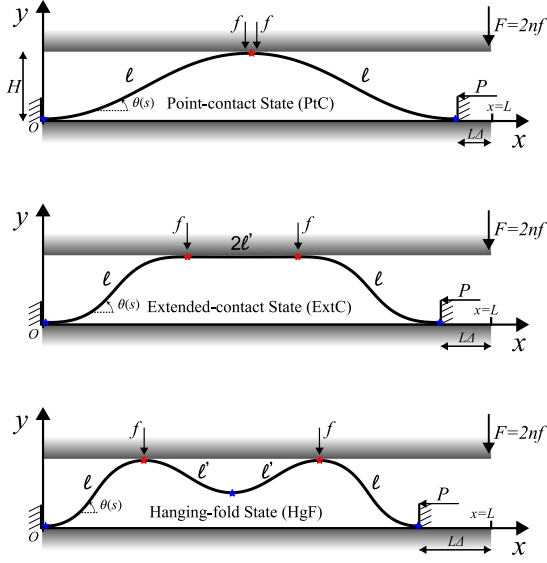 y
f f
F=2nf
H
ℓ ℓ
θ(s)
Point-contact State (PtC)
P
x=L
O
LΔ
x
y
f f
F=2nf
2ℓ'
ℓ ℓ
P
θ(s)
Extended-contact State (ExtC)
x=L
O
LΔ
x
y
f f
F=2nf
ℓ ℓ' ℓ' ℓ
P
θ(s)
Hanging-fold State (HgF)
x=L
O
LΔ
x